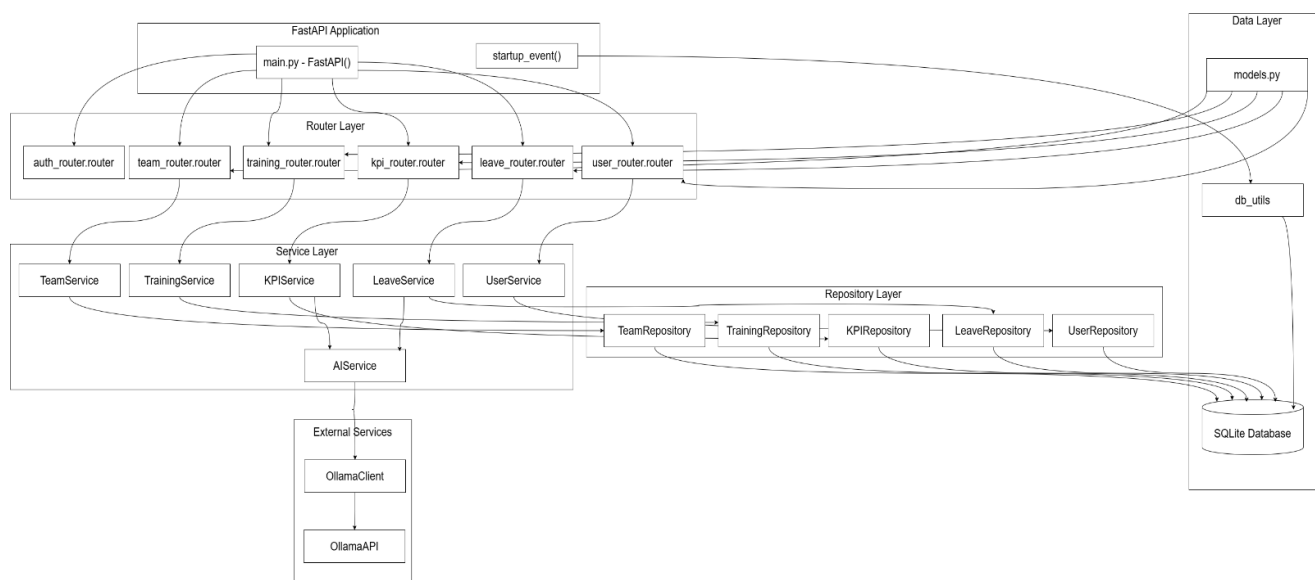 FastAPI Application
main.py - FastAPI()
startup_event()
Data Layer
models.py
db_utils
SQLite Database
Router Layer
auth_router.router
team_router.router
training_router.router
kpi_router.router
leave_router.router
user_router.router
Service Layer
TeamService
TrainingService
KPIService
LeaveService
UserService
AIService
Repository Layer
TeamRepository
TrainingRepository
KPIRepository
LeaveRepository
UserRepository
External Services
OllamaClient
OllamaAPI